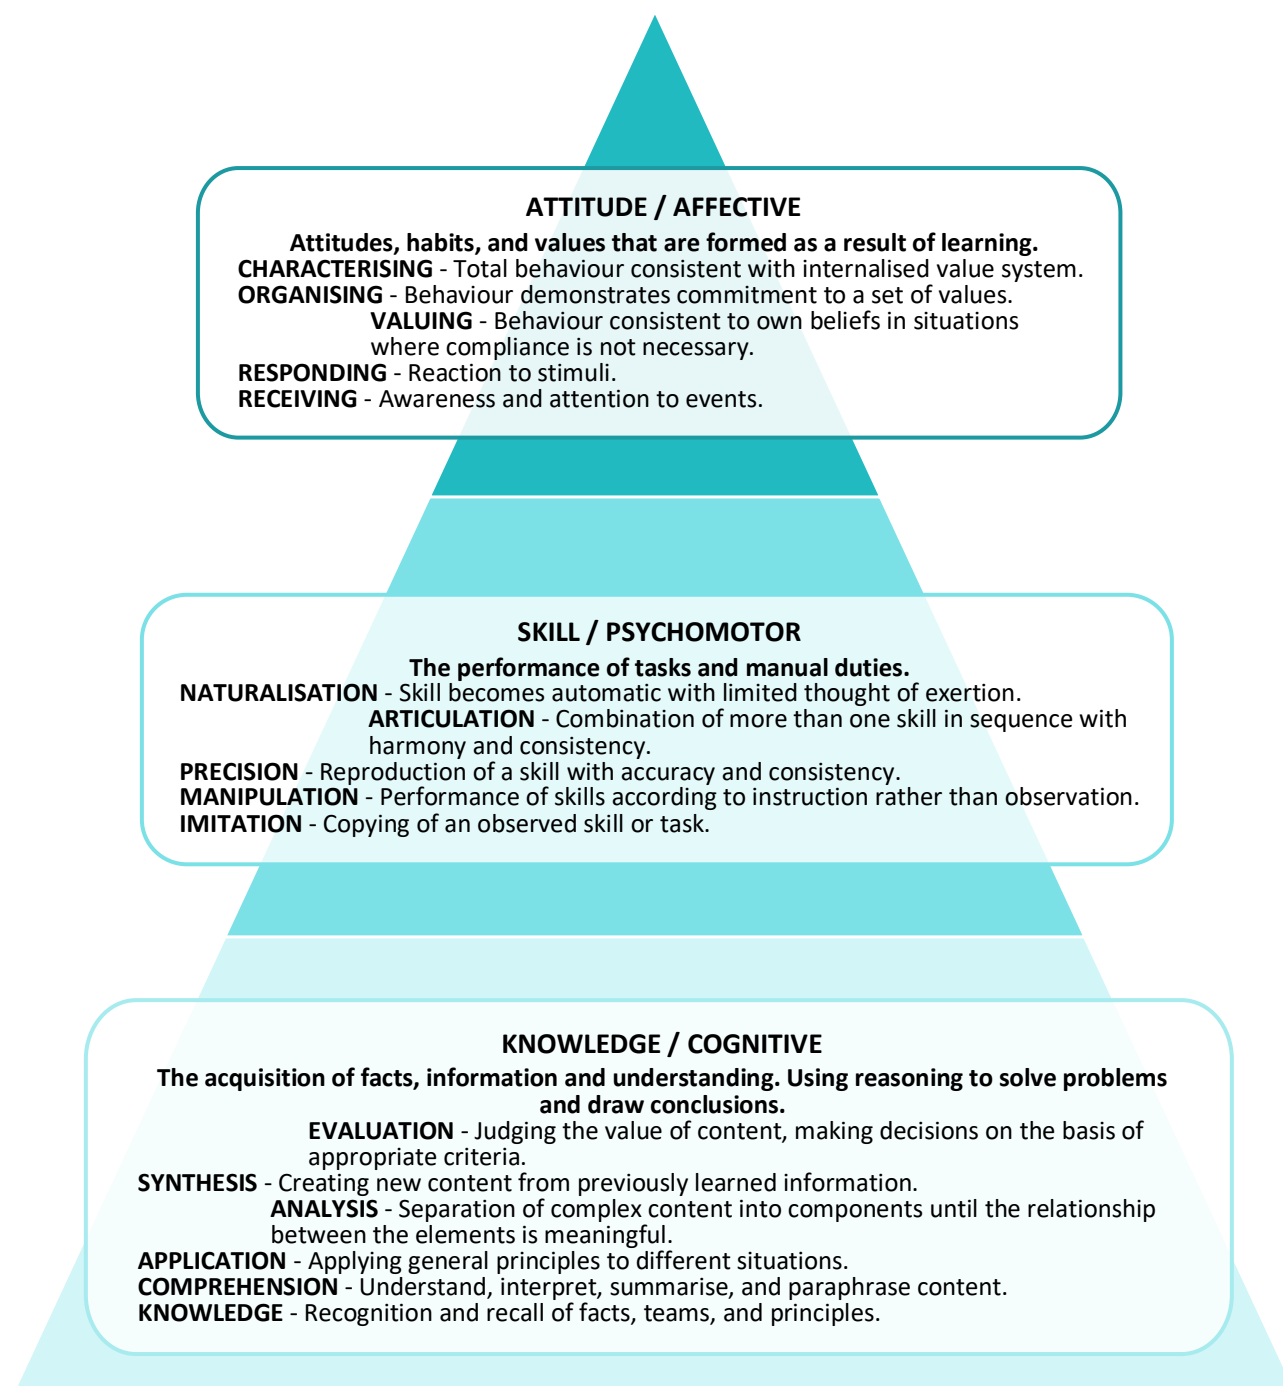 ATTITUDE / AFFECTIVE
Attitudes, habits, and values that are formed as a result of learning.
CHARACTERISING - Total behaviour consistent with internalised value system.
ORGANISING - Behaviour demonstrates commitment to a set of values.
VALUING - Behaviour consistent to own beliefs in situations
where compliance is not necessary.
RESPONDING - Reaction to stimuli.
RECEIVING - Awareness and attention to events.
SKILL / PSYCHOMOTOR
The performance of tasks and manual duties.
NATURALISATION - Skill becomes automatic with limited thought of exertion.
ARTICULATION - Combination of more than one skill in sequence with
harmony and consistency.
PRECISION - Reproduction of a skill with accuracy and consistency.
MANIPULATION - Performance of skills according to instruction rather than observation.
IMITATION - Copying of an observed skill or task.
KNOWLEDGE / COGNITIVE
The acquisition of facts, information and understanding. Using reasoning to solve problems
and draw conclusions.
EVALUATION - Judging the value of content, making decisions on the basis of
appropriate criteria.
SYNTHESIS - Creating new content from previously learned information.
ANALYSIS - Separation of complex content into components until the relationship
between the elements is meaningful.
APPLICATION - Applying general principles to different situations.
COMPREHENSION - Understand, interpret, summarise, and paraphrase content.
KNOWLEDGE - Recognition and recall of facts, teams, and principles.